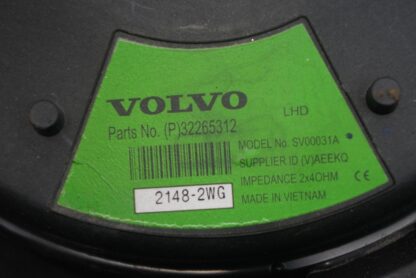 VOLVO
LHD
Parts No. (P)32265312
MODEL No SV00031A
SUPPLIER ID (V)AEEKQ
IMPEDANCE 2x4OHM
CE
2148-2WG
MADE IN VIETNAM